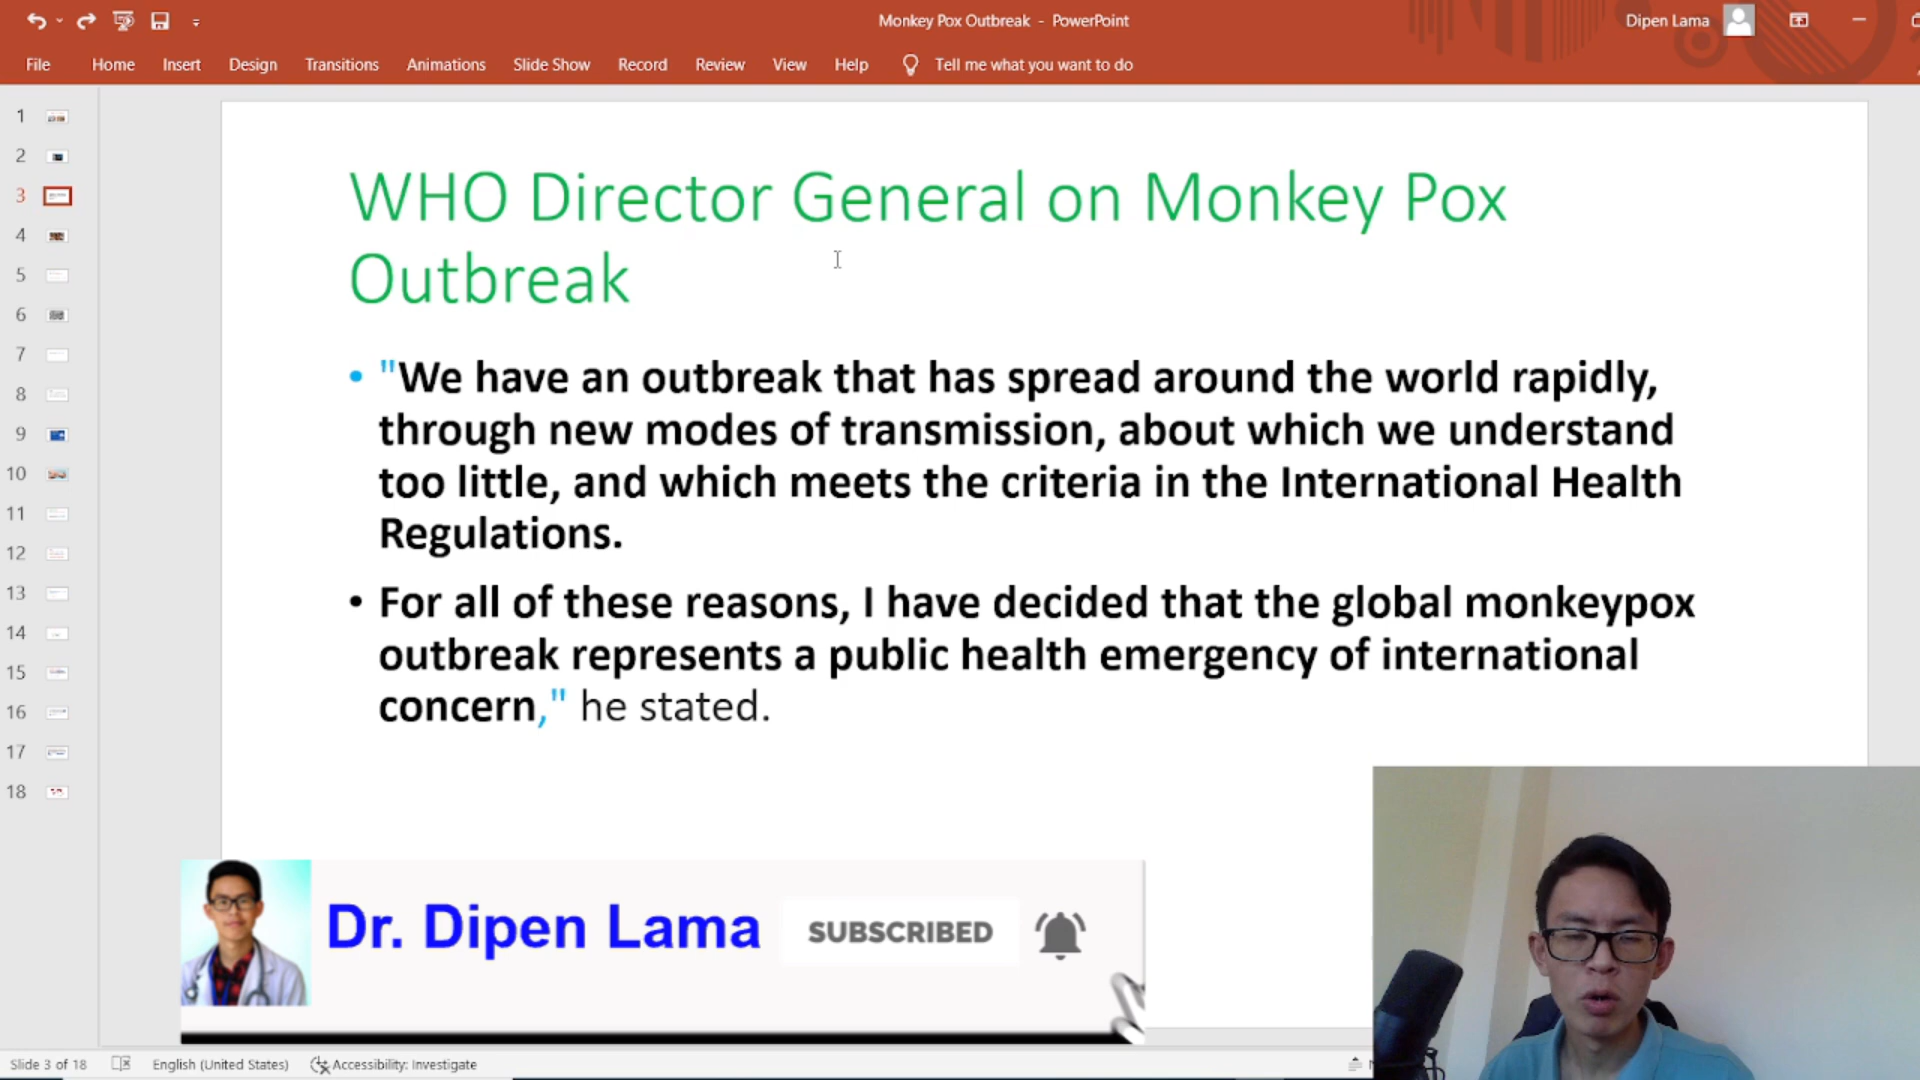 Monkey Pox Outbreak - PowerPoint
Dipen Lama
File Home Insert Design Transitions Animations Slide Show Record Review View Help Tell me what you want to do
1
2
3
4
5
6
7
8
9
10
11
12
13
14
15
16
17
18
WHO Director General on Monkey Pox
Outbreak
• "We have an outbreak that has spread around the world rapidly,
through new modes of transmission, about which we understand
too little, and which meets the criteria in the International Health
Regulations.
• For all of these reasons, I have decided that the global monkeypox
outbreak represents a public health emergency of international
concern," he stated.
Dr. Dipen Lama SUBSCRIBED
Slide 3 of 18 English (United States) Accessibility: Investigate